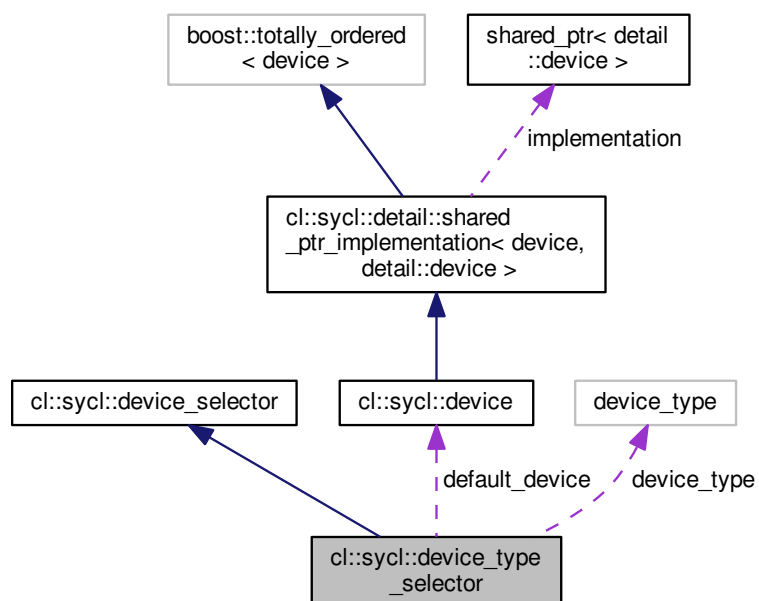 boost::totally_ordered
< device >
shared_ptr< detail
::device >
implementation
cl::sycl::detail::shared
_ptr_implementation< device,
detail::device >
cl::sycl::device_selector
cl::sycl::device
device_type
default_device
device_type
cl::sycl::device_type
_selector